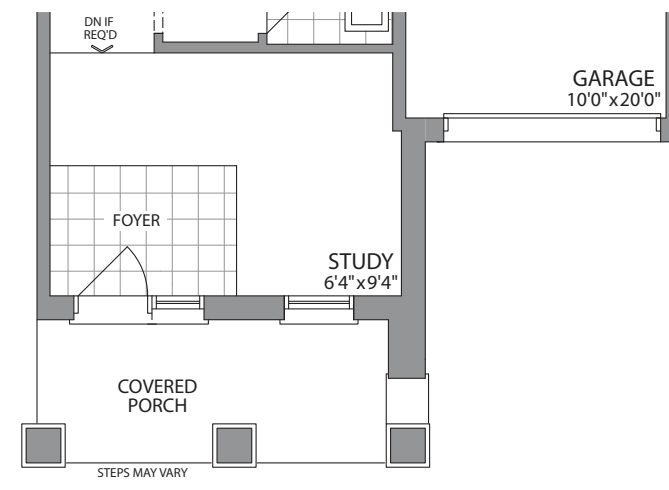 DN IF
REQ'D
GARAGE
10'0"x20'0"
FOYER
STUDY
6'4"x9'4"
COVERED
PORCH
STEPS MAY VARY